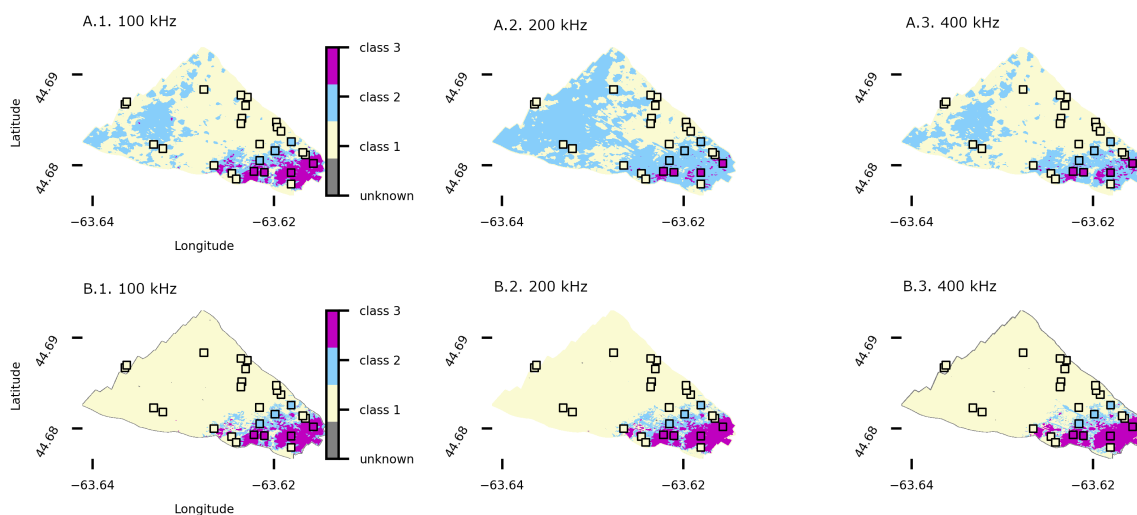 A.1. 100 kHz
A.2. 200 kHz
A.3. 400 kHz
class 3
class 2
class 1
unknown
Latitude
44.69
44.68
44.69
44.68
44.69
44.68
−63.64
−63.62
−63.64
−63.62
−63.64
−63.62
Longitude
B.1. 100 kHz
B.2. 200 kHz
B.3. 400 kHz
class 3
class 2
class 1
unknown
Latitude
44.69
44.68
44.69
44.68
44.69
44.68
−63.64
−63.62
−63.64
−63.62
−63.64
−63.62
Longitude